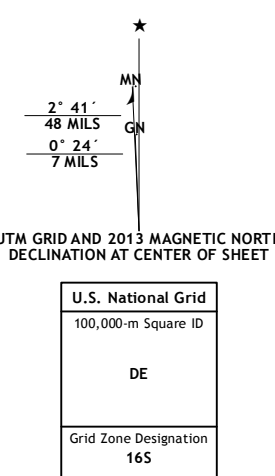 ★
MN
2° 41´
48 MILS
GN
0° 24´
7 MILS
UTM GRID AND 2013 MAGNETIC NORTH
DECLINATION AT CENTER OF SHEET
U.S. National Grid
100,000-m Square ID
DE
Grid Zone Designation
16S